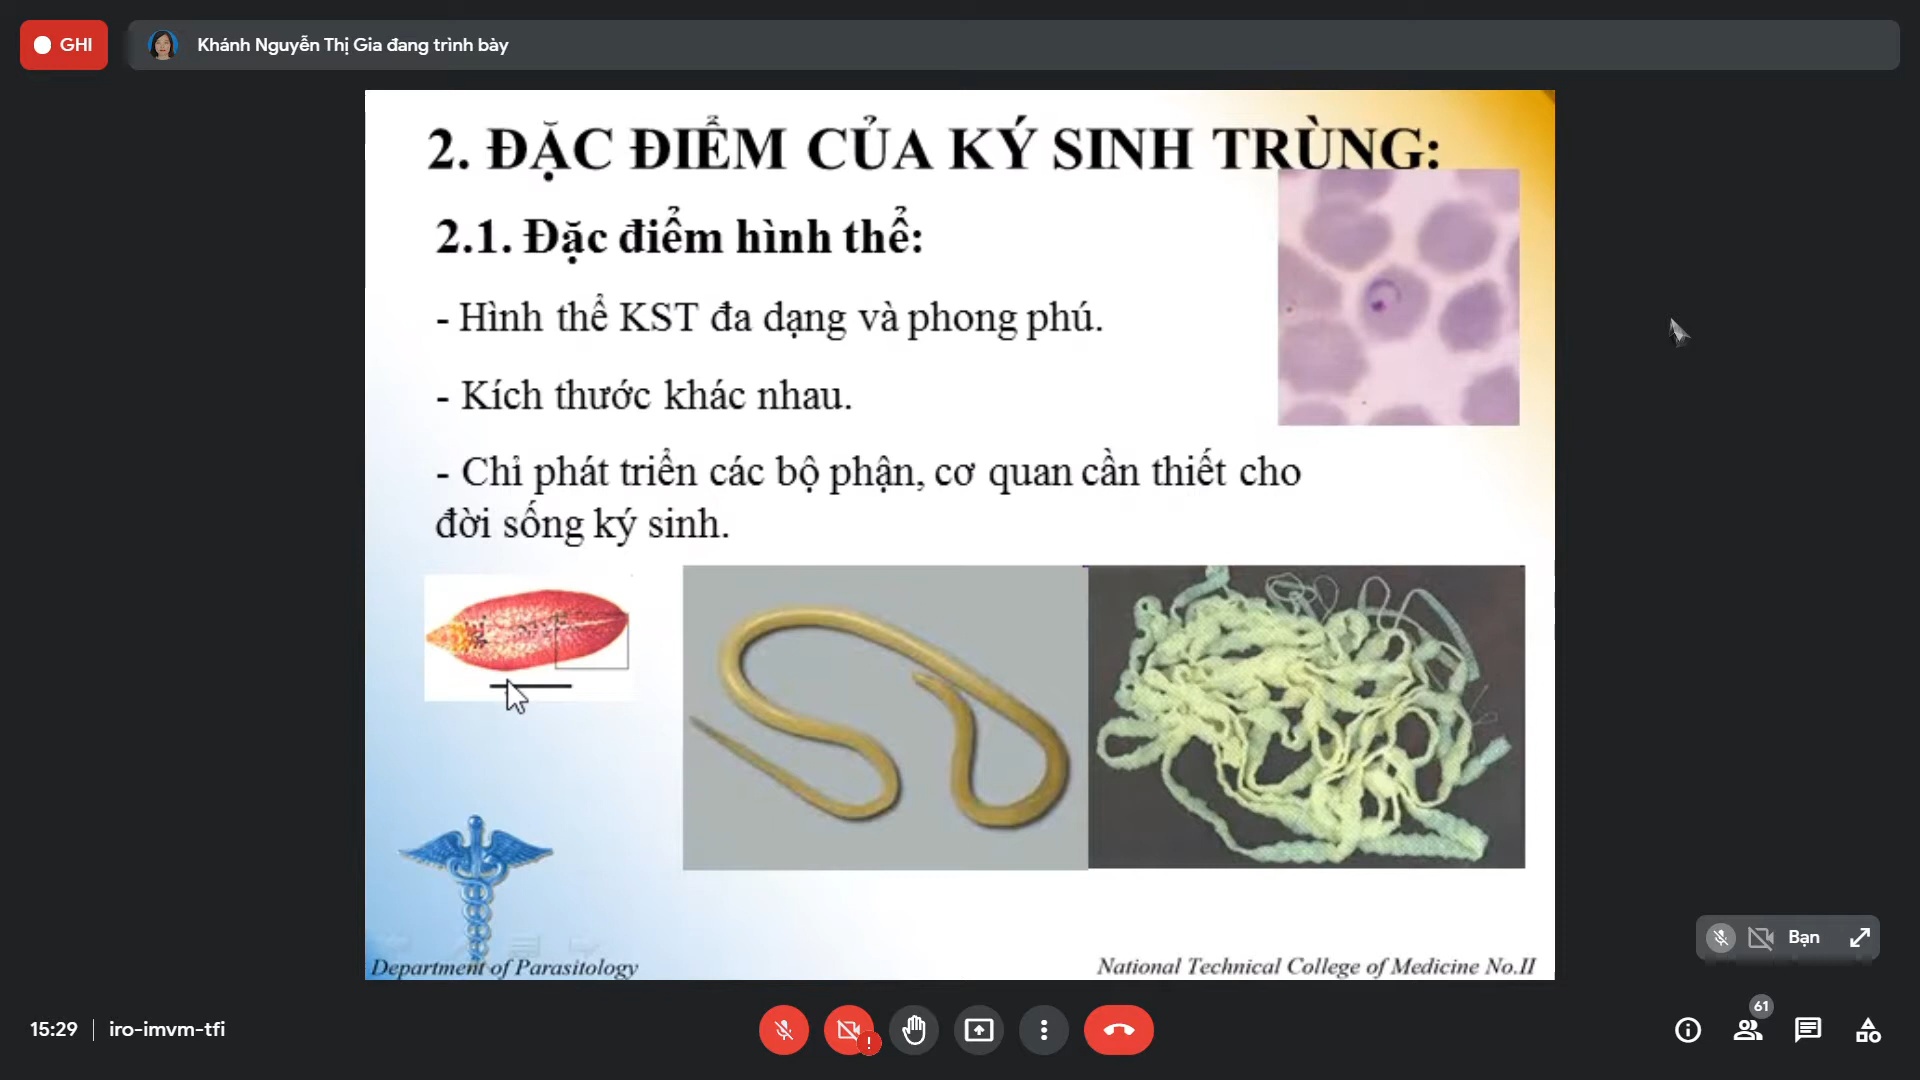 GHI
Khánh Nguyễn Thị Gia đang trình bày
2. ĐẶC ĐIỂM CỦA KÝ SINH TRÙNG:
2.1. Đặc điểm hình thể:
- Hình thể KST đa dạng và phong phú.
- Kích thước khác nhau.
- Chỉ phát triển các bộ phận, cơ quan cần thiết cho
đời sống ký sinh.
Department of Parasitology
National Technical College of Medicine No.II
Bạn
15:29 | iro-imvm-tfi
61